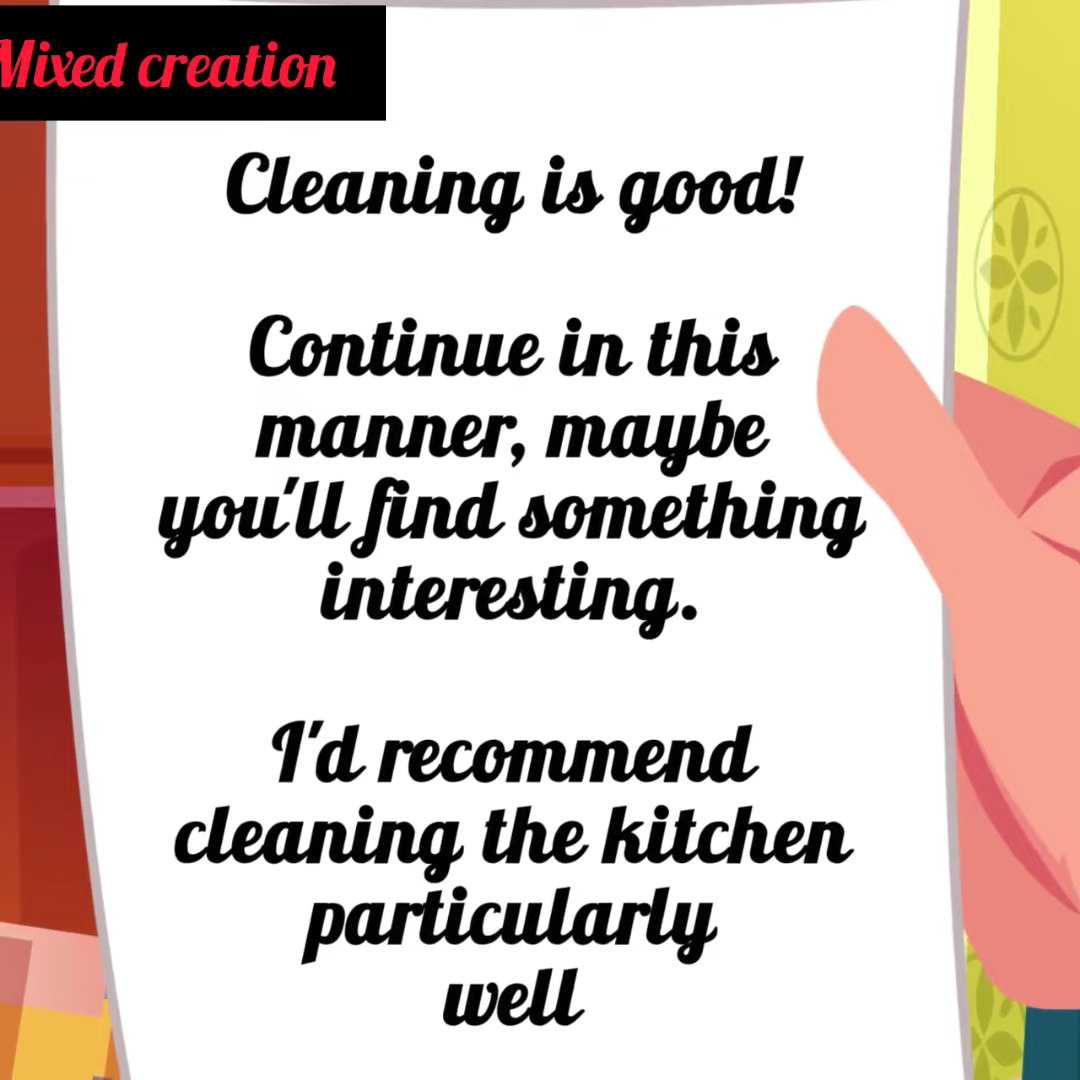 Mixed creation
Cleaning is good!
Continue in this
manner, maybe
you'll find something
interesting.
I'd recommend
cleaning the kitchen
particularly
well